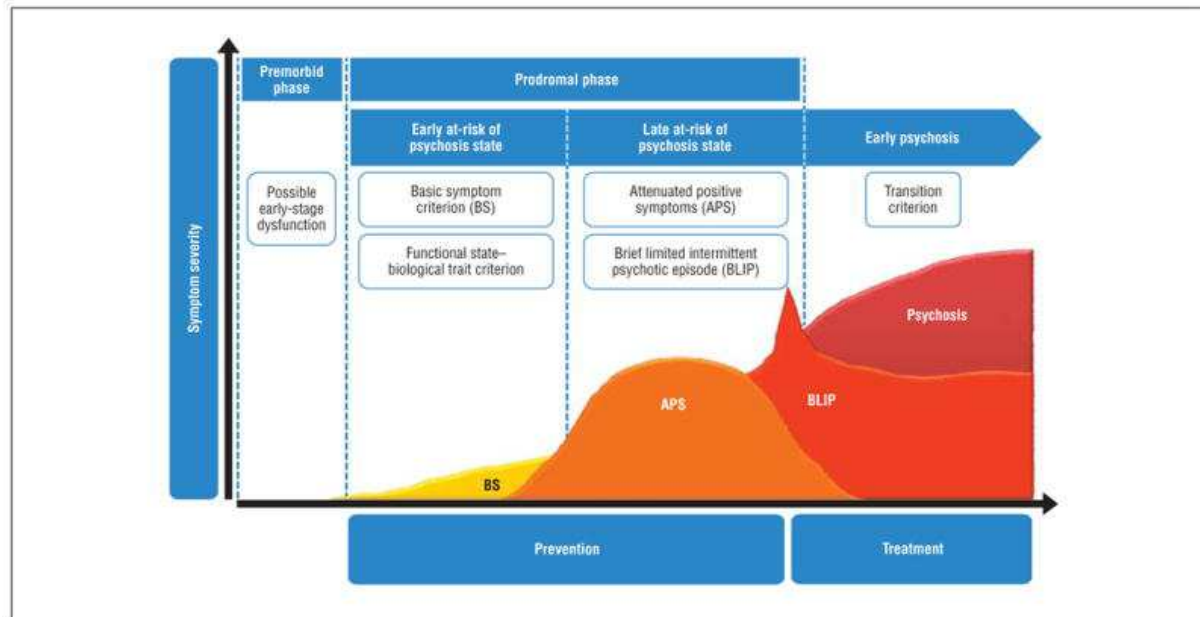 Symptom severity
Premorbid
phase
Prodromal phase
Early at-risk of
psychosis state
Late at-risk of
psychosis state
Early psychosis
Possible
early-stage
dysfunction
Basic symptom
criterion (BS)
Functional state–
biological trait criterion
Attenuated positive
symptoms (APS)
Brief limited intermittent
psychotic episode (BLIP)
Transition
criterion
Psychosis
BLIP
APS
BS
Prevention
Treatment